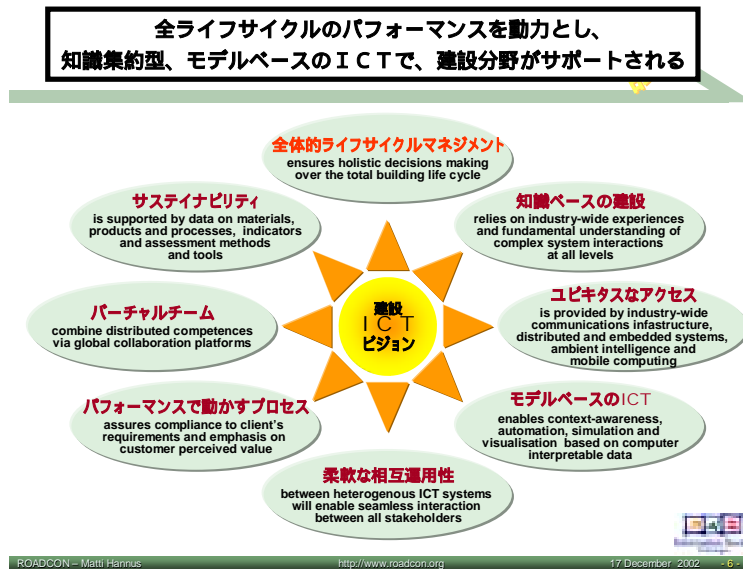 全ライフサイクルのパフォーマンスを動力とし、
知識集約型、モデルベースのＩＣＴで、建設分野がサポートされる
全体的ライフサイクルマネジメント
ensures holistic decisions making
over the total building life cycle
サステイナビリティ
is supported by data on materials,
products and processes, indicators
and assessment methods
and tools
知識ベースの建設
relies on industry-wide experiences
and fundamental understanding of
complex system interactions
at all levels
バーチャルチーム
combine distributed competences
via global collaboration platforms
建設
ＩＣＴ
ビジョン
ユビキタスなアクセス
is provided by industry-wide
communications infastructure,
distributed and embedded systems,
ambient intelligence and
mobile computing
パフォーマンスで動かすプロセス
assures compliance to client's
requirements and emphasis on
customer perceived value
モデルベースのICT
enables context-awareness,
automation, simulation and
visualisation based on computer
interpretable data
柔軟な相互運用性
between heterogenous ICT systems
will enable seamless interaction
between all stakeholders
ROADCON – Matti Hannus http://www.roadcon.org 17 December 2002 - 6 -